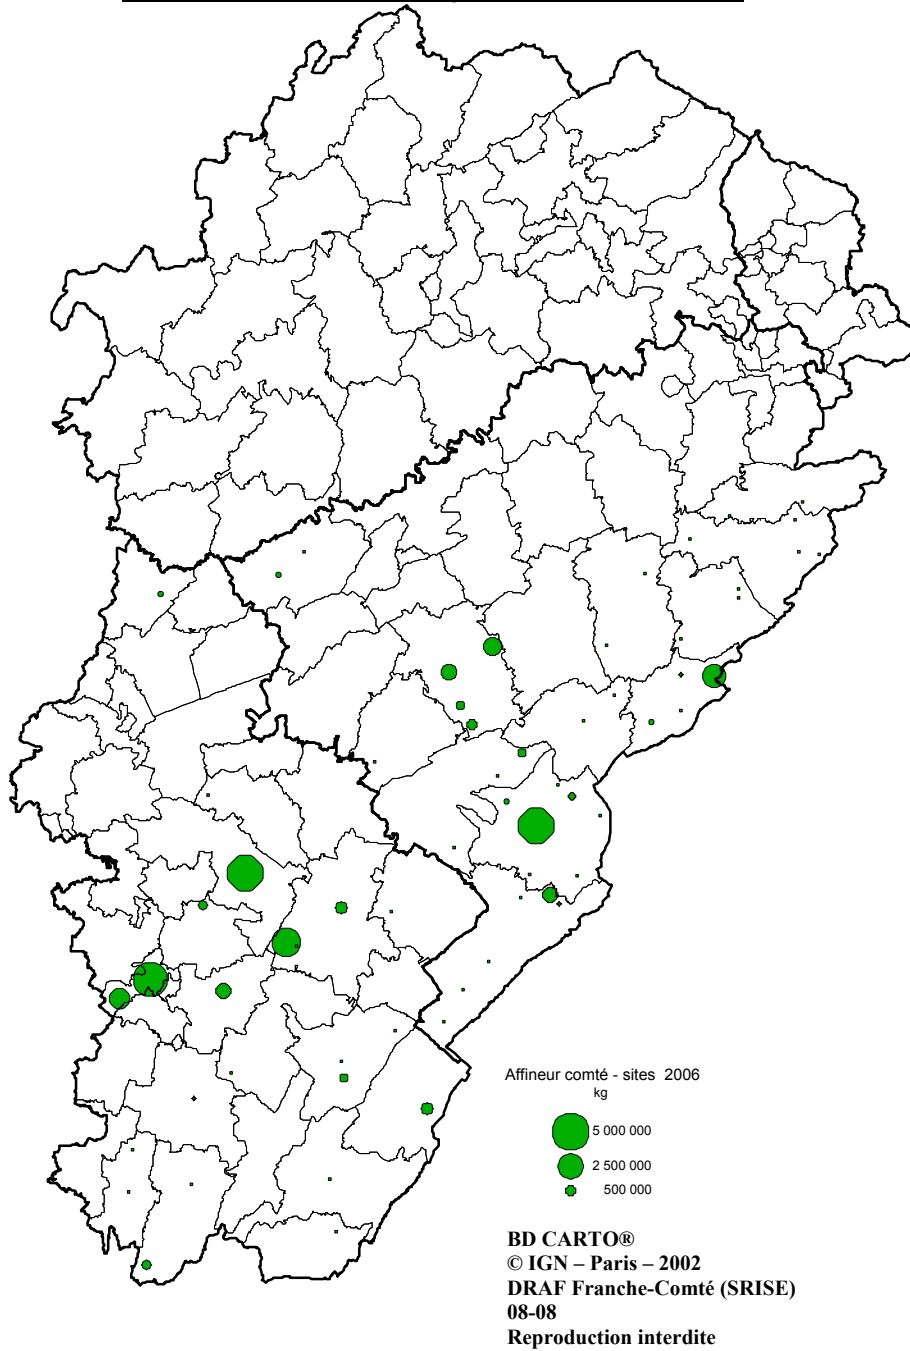 Affineur comté - sites  2006
kg
5 000 000
2 500 000
500 000
BD CARTO®
© IGN – Paris – 2002
DRAF Franche-Comté (SRISE)
08-08
Reproduction interdite